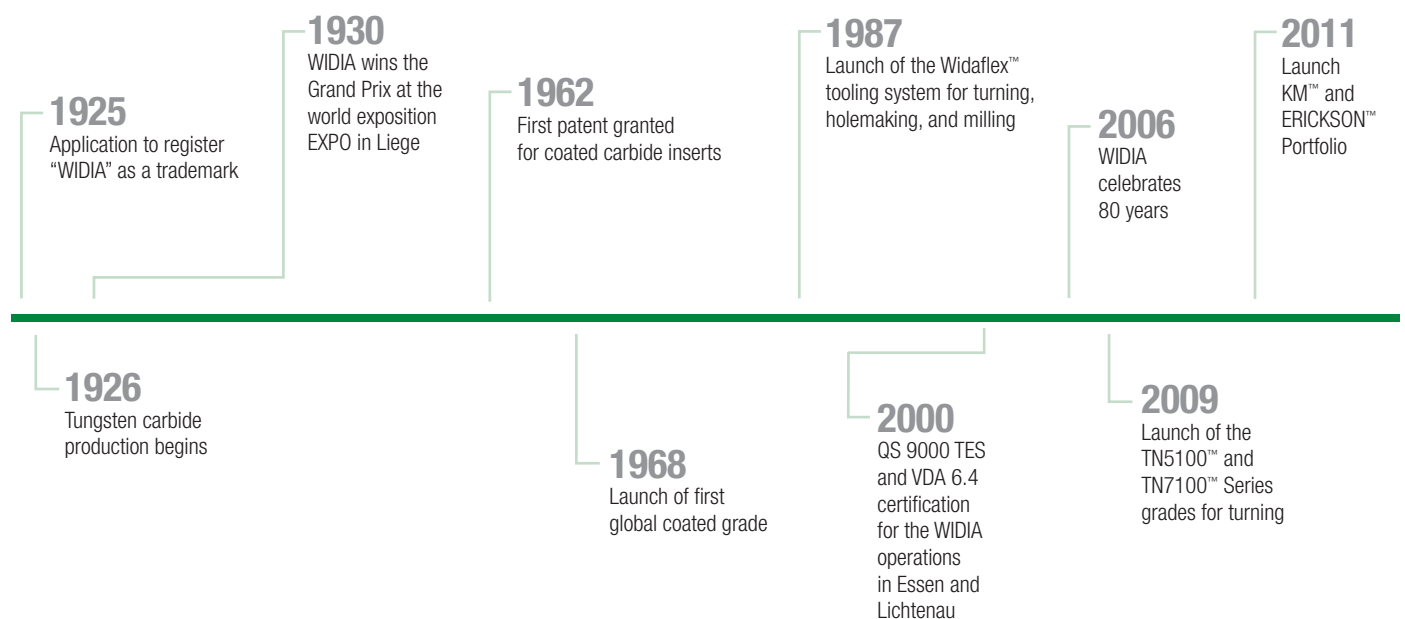 1925
Application to register
“WIDIA” as a trademark
1926
Tungsten carbide
production begins
1930
WIDIA wins the
Grand Prix at the
world exposition
EXPO in Liege
1962
First patent granted
for coated carbide inserts
1968
Launch of first
global coated grade
1987
Launch of the Widaflex™
tooling system for turning,
holemaking, and milling
2000
QS 9000 TES
and VDA 6.4
certification
for the WIDIA
operations
in Essen and
Lichtenau
2006
WIDIA
celebrates
80 years
2009
Launch of the
TN5100™ and
TN7100™ Series
grades for turning
2011
Launch
KM™ and
ERICKSON™
Portfolio